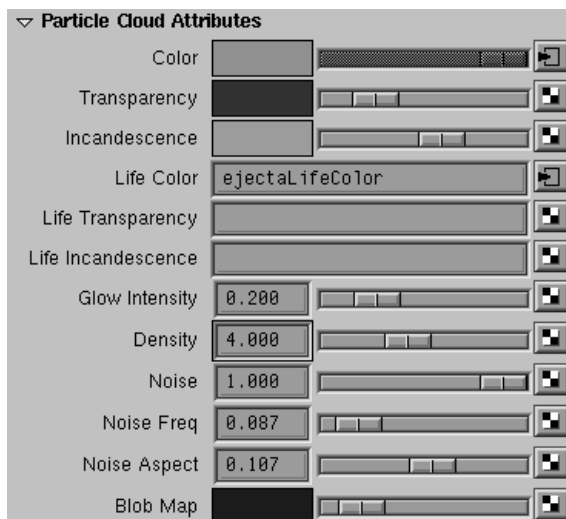 Particle Cloud Attributes
Color
Transparency
Incandescence
Life Color ejectaLifeColor
Life Transparency
Life Incandescence
Glow Intensity 0.200
Density 4.000
Noise 1.000
Noise Freq 0.087
Noise Aspect 0.107
Blob Map